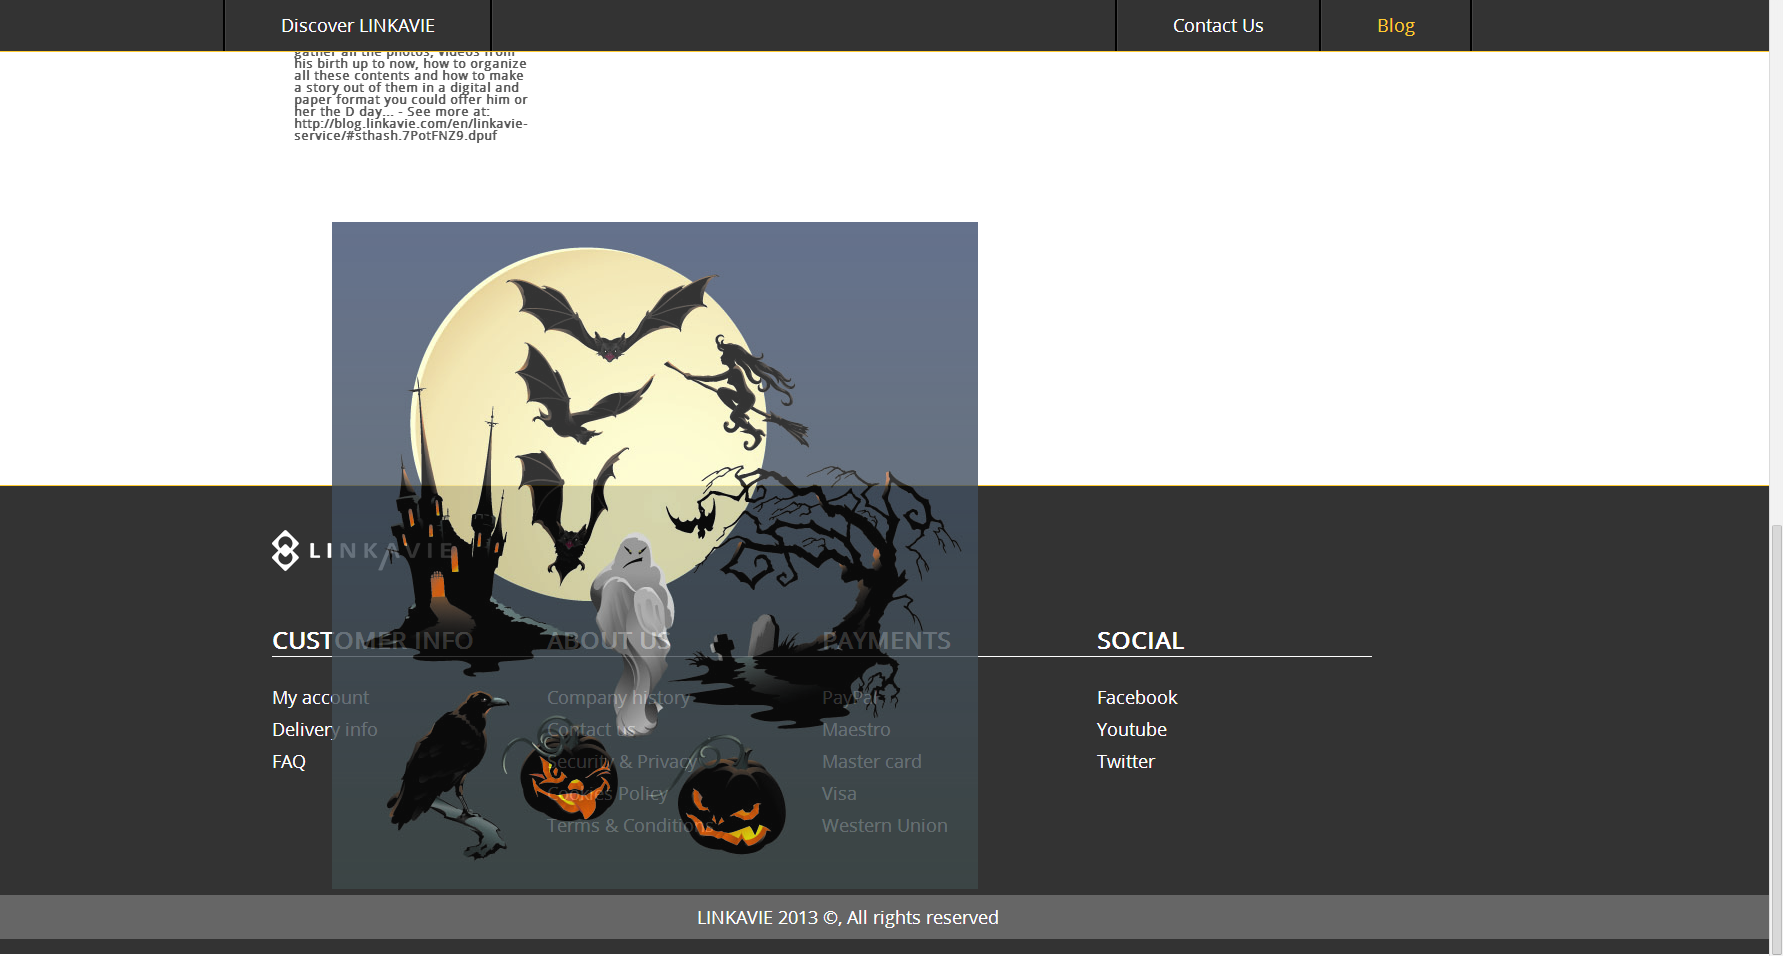 Discover LINKAVIE
Contact Us
Blog
gather all the photos, videos from
his birth up to now, how to organize
all these contents and how to make
a story out of them in a digital and
paper format you could offer him or
her the D day... - See more at:
http://blog.linkavie.com/en/linkavie-
service/#sthash.7PotFNZ9.dpuf
LINKAVIE
CUSTOMER INFO
My account
Delivery info
FAQ
ABOUT US
Company history
Contact us
Security & Privacy
Cookies Policy
Terms & Conditions
PAYMENTS
PayPal
Maestro
Master card
Visa
Western Union
SOCIAL
Facebook
Youtube
Twitter
LINKAVIE 2013 ©, All rights reserved